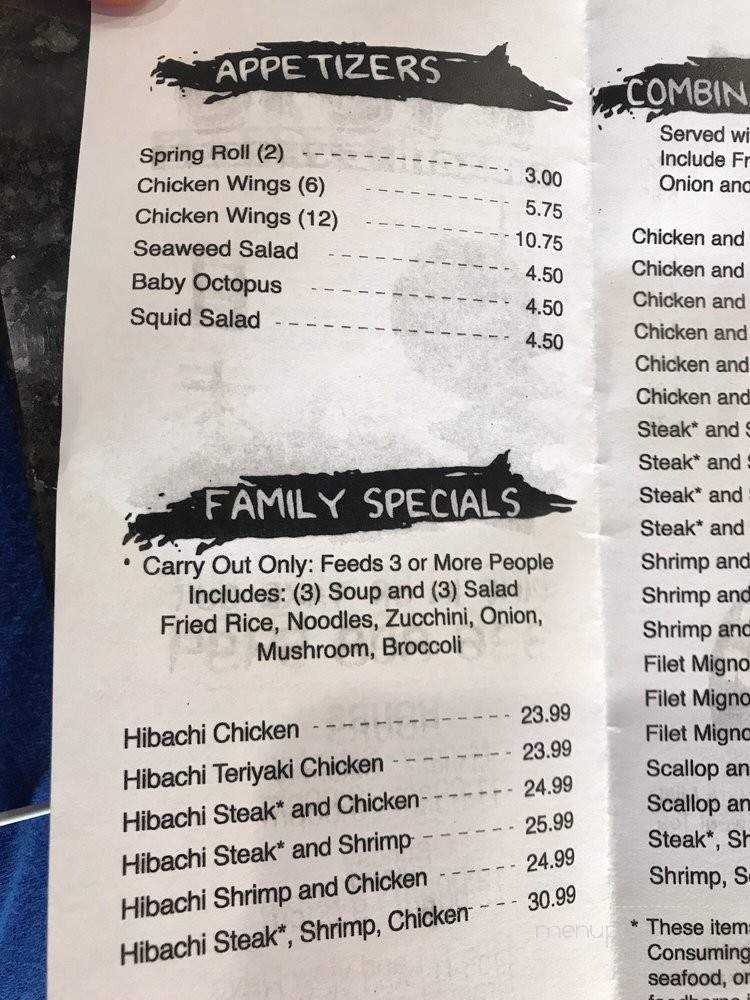 APPETIZERS
Spring Roll (2) 3.00
Chicken Wings (6) 5.75
Chicken Wings (12) 10.75
Seaweed Salad 4.50
Baby Octopus 4.50
Squid Salad 4.50
FAMILY SPECIALS
* Carry Out Only: Feeds 3 or More People
Includes: (3) Soup and (3) Salad
Fried Rice, Noodles, Zucchini, Onion,
Mushroom, Broccoli
Hibachi Chicken 23.99
Hibachi Teriyaki Chicken 23.99
Hibachi Steak* and Chicken 24.99
Hibachi Steak* and Shrimp 25.99
Hibachi Shrimp and Chicken 24.99
Hibachi Steak*, Shrimp, Chicken 30.99
COMBIN
Served wi
Include Fr
Onion and
Chicken and
Chicken and
Chicken and
Chicken and
Chicken and
Chicken and
Steak* and S
Steak* and S
Steak* and
Steak* and
Shrimp and
Shrimp and
Shrimp and
Filet Migno
Filet Migno
Filet Migno
Scallop an
Scallop an
Steak*, Sh
Shrimp, Sc
* These item
Consuming
seafood, or
menup